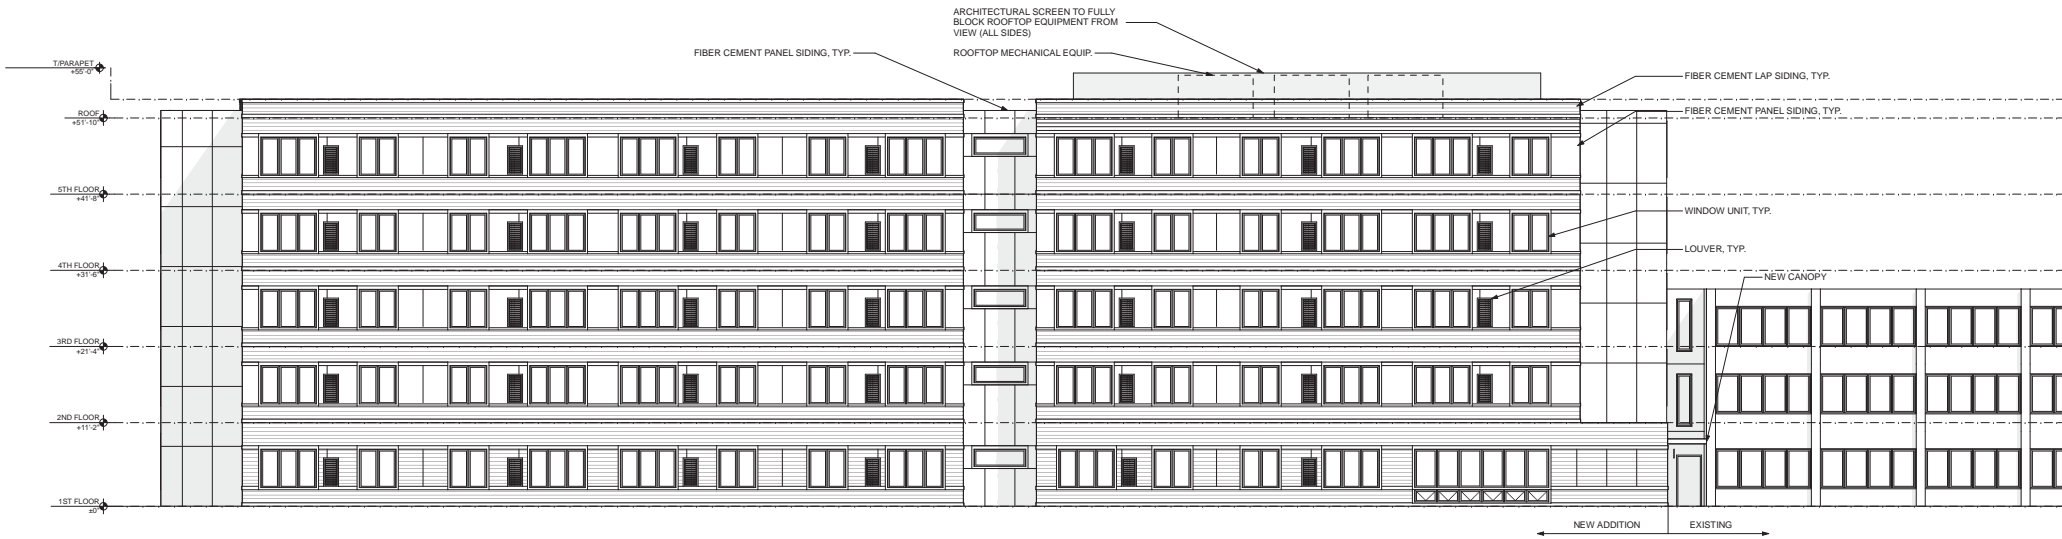 ARCHITECTURAL SCREEN TO FULLY
BLOCK ROOFTOP EQUIPMENT FROM
VIEW (ALL SIDES)
FIBER CEMENT PANEL SIDING, TYP.
ROOFTOP MECHANICAL EQUIP.
T/PARAPET
+55'-0"
FIBER CEMENT LAP SIDING, TYP.
ROOF
+51'-10"
FIBER CEMENT PANEL SIDING, TYP.
5TH FLOOR
+41'-8"
WINDOW UNIT, TYP.
LOUVER, TYP.
4TH FLOOR
+31'-6"
NEW CANOPY
3RD FLOOR
+21'-4"
2ND FLOOR
+11'-2"
1ST FLOOR
±0"
NEW ADDITION
EXISTING